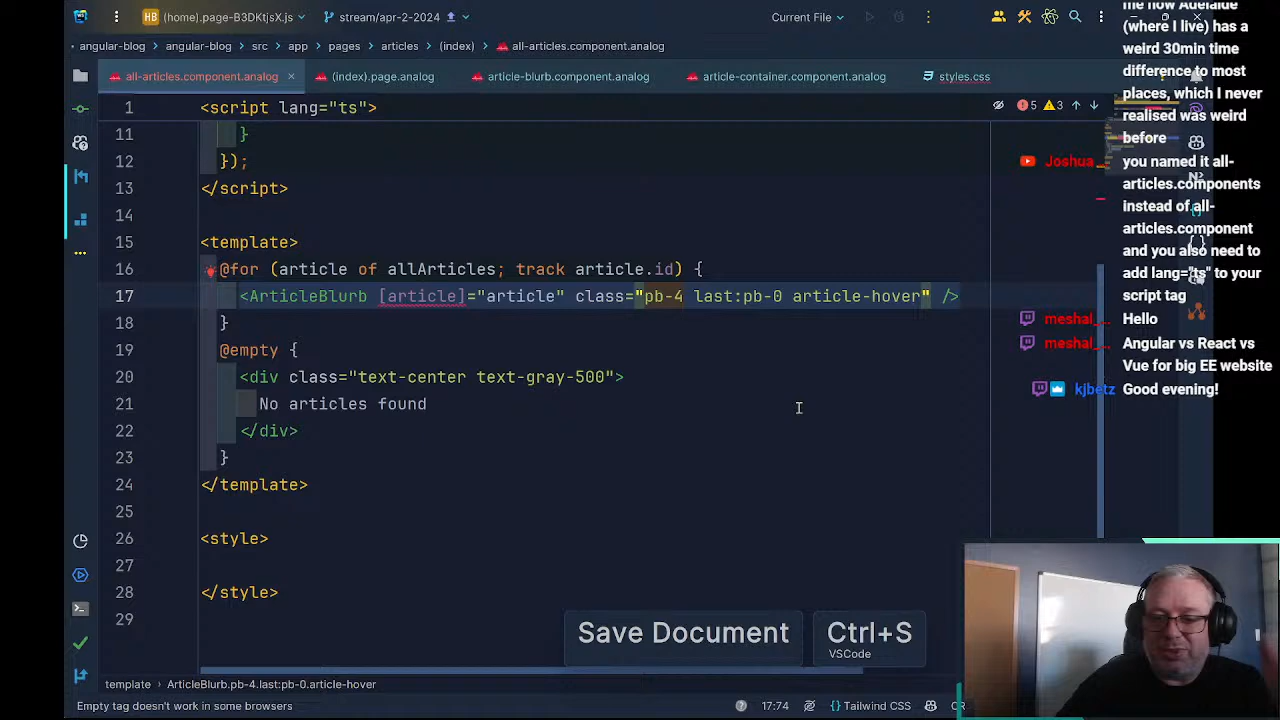 HB (home).page-B3DKtjsX.js
stream/apr-2-2024
Current File
angular-blog
angular-blog
src
app
pages
articles
(index)
all-articles.component.analog
all-articles.component.analog
(index).page.analog
article-blurb.component.analog
article-container.component.analog
styles.css
1 <script lang="ts">
5 3
11 }
12 });
13 </script>
14
15 <template>
16 @for (article of allArticles; track article.id) {
17 <ArticleBlurb [article]="article" class="pb-4 last:pb-0 article-hover" />
18 }
19 @empty {
20 <div class="text-center text-gray-500">
21 No articles found
22 </div>
23 }
24 </template>
25
26 <style>
27
28 </style>
29
Save Document
Ctrl+S
VSCode
template
ArticleBlurb.pb-4.last:pb-0.article-hover
Empty tag doesn't work in some browsers
17:74
Tailwind CSS
me how Adelaide
(where I live) has a
weird 30min time
difference to most
places, which I never
realised was weird
before
Joshua
you named it all-
articles.components
instead of all-
articles.component
and you also need to
add lang="ts" to your
script tag
meshal_... Hello
meshal_... Angular vs React vs
Vue for big EE website
kjbetz Good evening!